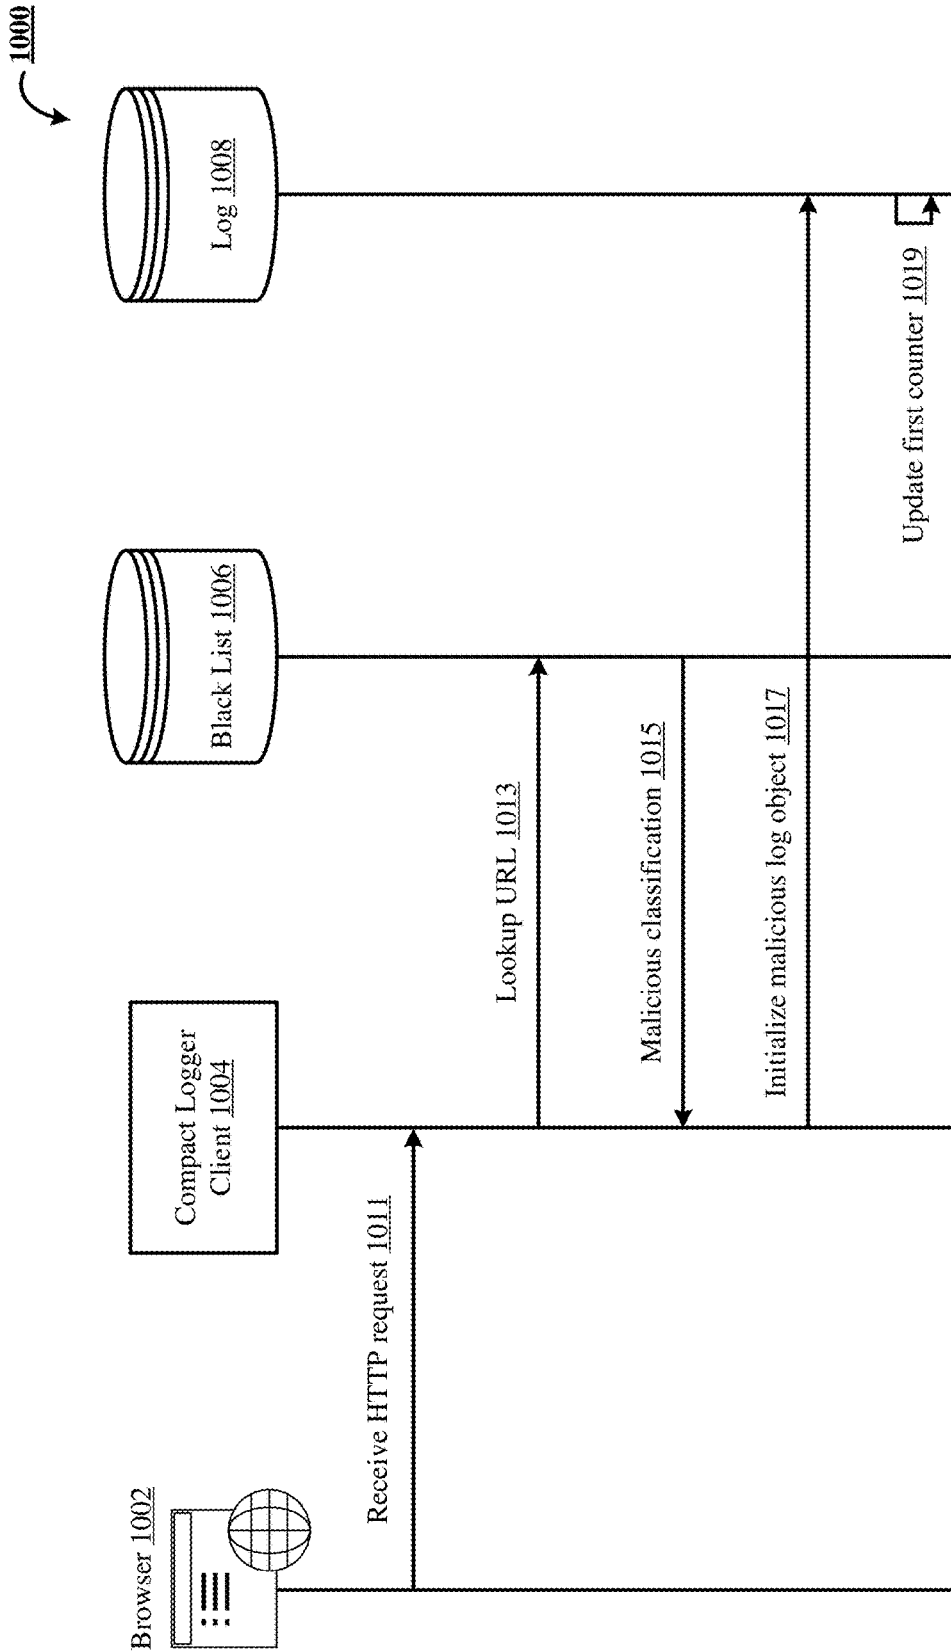 1000
Browser 1002
Compact Logger
Client 1004
Black List 1006
Log 1008
Receive HTTP request 1011
Lookup URL 1013
Malicious classification 1015
Initialize malicious log object 1017
Update first counter 1019